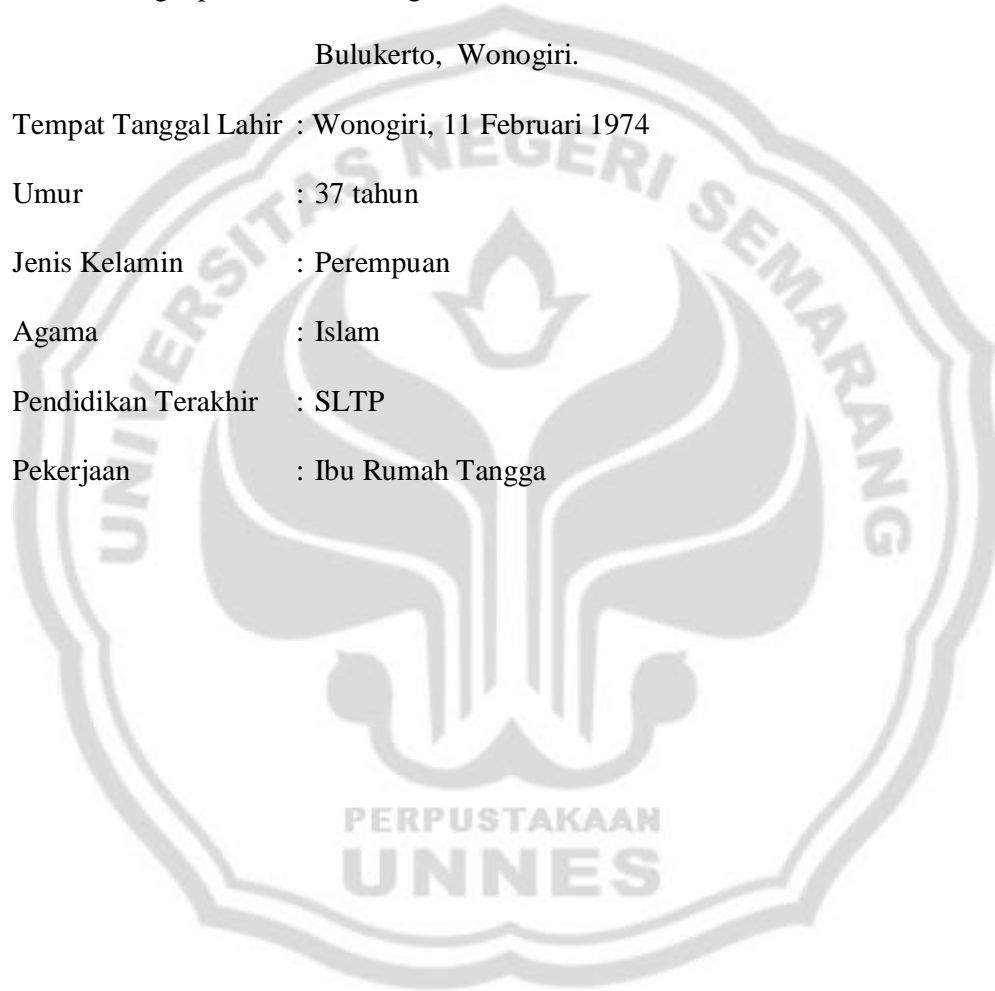 Bulukerto, Wonogiri.
Tempat Tanggal Lahir : Wonogiri, 11 Februari 1974
Umur : 37 tahun
Jenis Kelamin : Perempuan
Agama : Islam
Pendidikan Terakhir : SLTP
Pekerjaan : Ibu Rumah Tangga
UNIVERSITAS NEGERI SEMARANG
PERPUSTAKAAN
UNNES